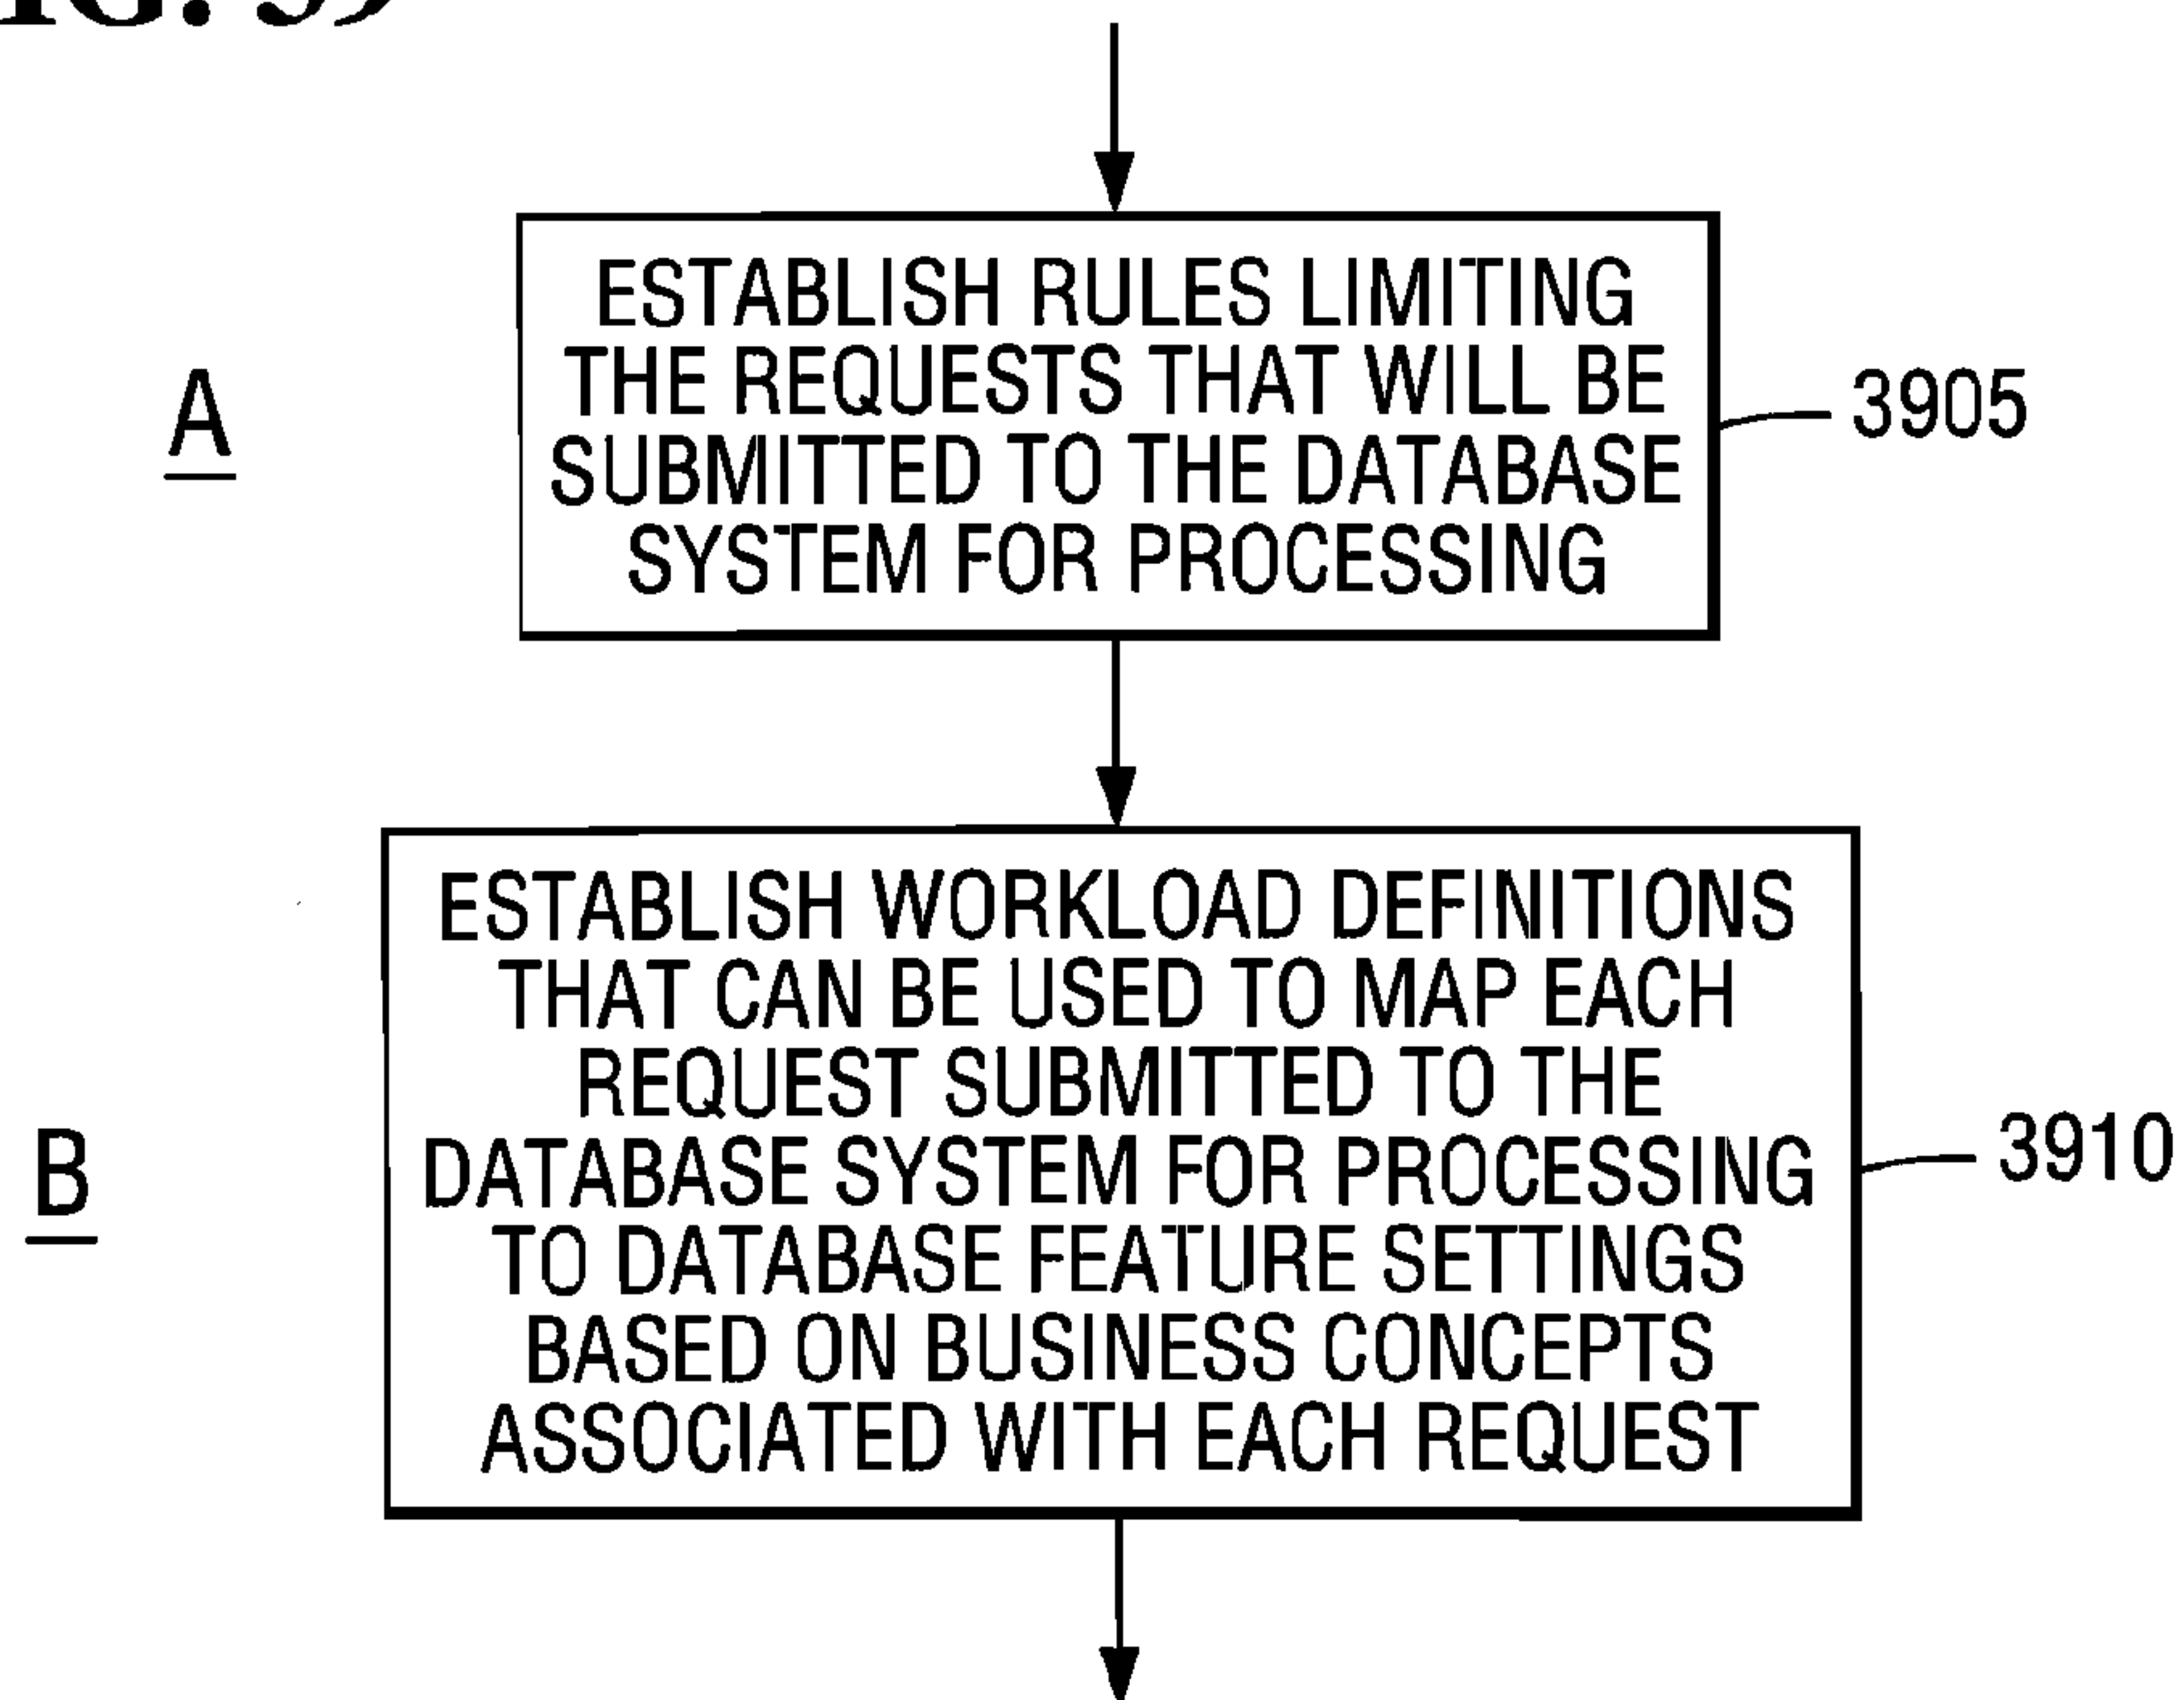 A
ESTABLISH RULES LIMITING
THE REQUESTS THAT WILL BE
SUBMITTED TO THE DATABASE
SYSTEM FOR PROCESSING
3905
B
ESTABLISH WORKLOAD DEFINITIONS
THAT CAN BE USED TO MAP EACH
REQUEST SUBMITTED TO THE
DATABASE SYSTEM FOR PROCESSING
TO DATABASE FEATURE SETTINGS
BASED ON BUSINESS CONCEPTS
ASSOCIATED WITH EACH REQUEST
3910